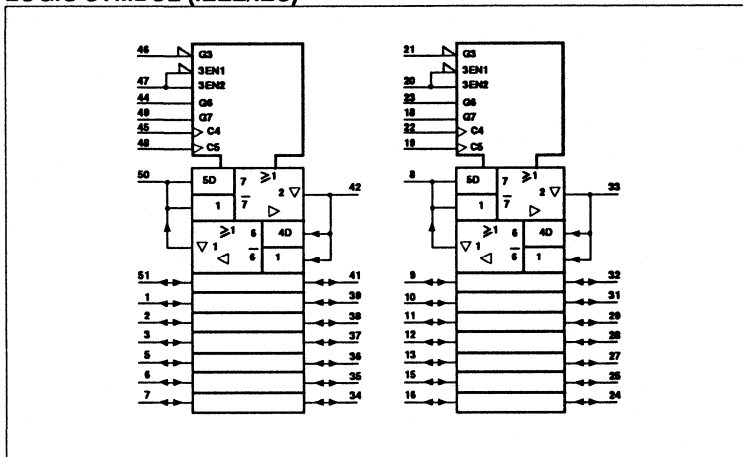 46 G3
3EN1
47 3EN2
44 G6
49 G7
45 C4
48 C5
50 5D 7 ≥1 42
1 7 2 ▽
▷
≥1 6 4D
▽ 1 6 1
◁
51 41
1 39
2 38
3 37
5 36
6 35
7 34
21 G3
3EN1
20 3EN2
23 G6
18 G7
22 C4
19 C5
8 5D 7 ≥1 33
1 7 2 ▽
▷
≥1 6 4D
▽ 1 6 1
◁
9 32
10 31
11 29
12 28
13 27
15 25
16 24